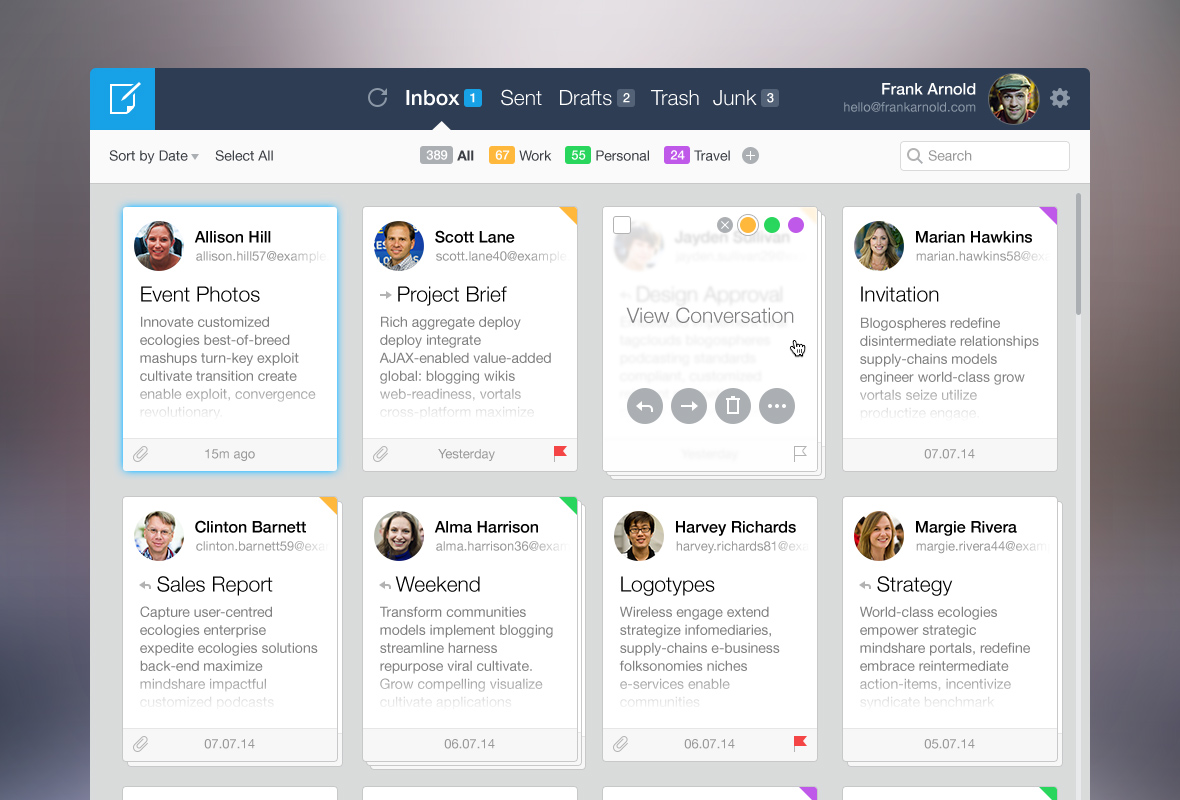 Inbox 1 Sent Drafts 2 Trash Junk 3
Frank Arnold
hello@frankarnold.com
Sort by Date Select All
389 All 67 Work 55 Personal 24 Travel
Search
Allison Hill
allison.hill57@example
Event Photos
Innovate customized
ecologies best-of-breed
mashups turn-key exploit
cultivate transition create
enable exploit, convergence
revolutionary.
15m ago
Scott Lane
scott.lane40@example
Project Brief
Rich aggregate deploy
deploy integrate
AJAX-enabled value-added
global: blogging wikis
web-readiness, vortals
cross-platform maximize
Yesterday
Jayden Sullivan
Design Approval
View Conversation
tagclouds blogospheres
podcasting standards
compliant, customized
Yesterday
Marian Hawkins
marian.hawkins58@ex
Invitation
Blogospheres redefine
disintermediate relationships
supply-chains models
engineer world-class grow
vortals seize utilize
productize engage.
07.07.14
Clinton Barnett
clinton.barnett59@exa
Sales Report
Capture user-centred
ecologies enterprise
expedite ecologies solutions
back-end maximize
mindshare impactful
customized podcasts
07.07.14
Alma Harrison
alma.harrison36@exam
Weekend
Transform communities
models implement blogging
streamline harness
repurpose viral cultivate.
Grow compelling visualize
cultivate applications
06.07.14
Harvey Richards
harvey.richards81@ex
Logotypes
Wireless engage extend
strategize infomediaries,
supply-chains e-business
folksonomies niches
e-services enable
communities
06.07.14
Margie Rivera
margie.rivera44@exam
Strategy
World-class ecologies
empower strategic
mindshare portals, redefine
embrace reintermediate
action-items, incentivize
syndicate benchmark
05.07.14